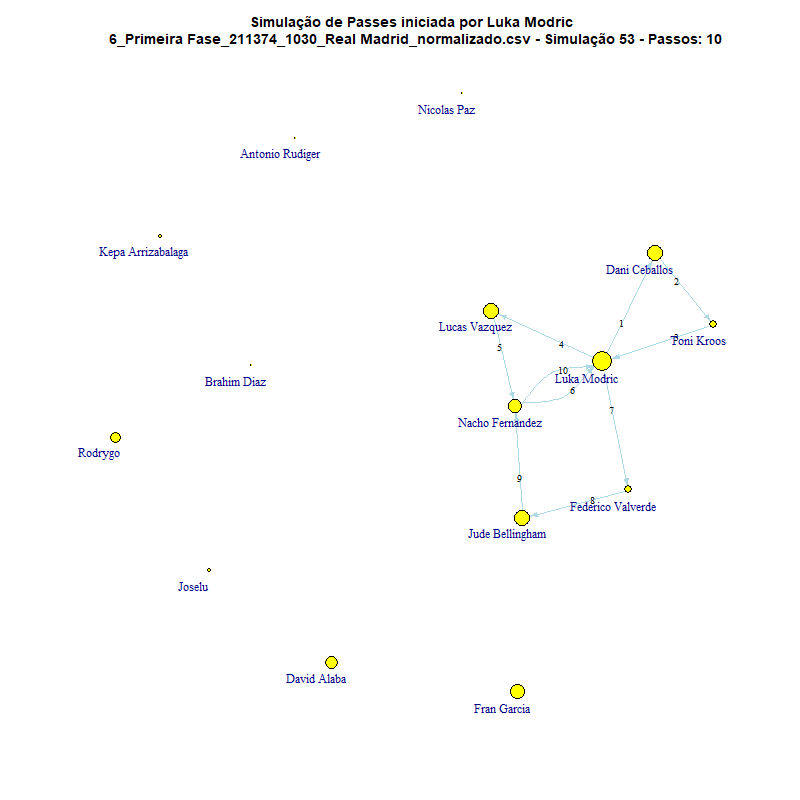 Simulação de Passes iniciada por Luka Modric
6_Primeira Fase_211374_1030_Real Madrid_normalizado.csv - Simulação 53 - Passos: 10
Nicolas Paz
Antonio Rudiger
Kepa Arrizabalaga
Dani Ceballos
2
Lucas Vazquez
1
3
Toni Kroos
4
5
Brahim Diaz
10
Luka Modric
6
7
Nacho Fernandez
Rodrygo
9
8
Federico Valverde
Jude Bellingham
Joselu
David Alaba
Fran Garcia